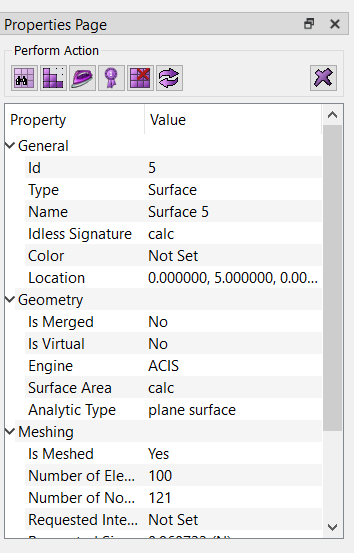 Properties Page
Perform Action
Property Value
General
Id 5
Type Surface
Name Surface 5
Idless Signature calc
Color Not Set
Location 0.000000, 5.000000, 0.00...
Geometry
Is Merged No
Is Virtual No
Engine ACIS
Surface Area calc
Analytic Type plane surface
Meshing
Is Meshed Yes
Number of Ele... 100
Number of No... 121
Requested Inte... Not Set